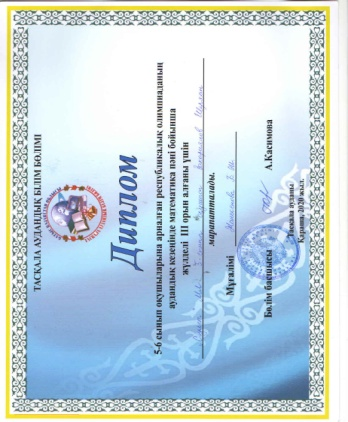 ТАСҚАЛА АУДАНДЫҚ БІЛІМ БӨЛІМІ
Диплом
5-6 сынып оқушыларына арналған республикалық олимпиаданың
аудандық кезеңінде математика пәні бойынша
жүлделі III орын алғаны үшін
марапатталады.
Мұғалімі
Бөлім басшысы А.Касимова
Тасқала ауданы
Қараша, 2020 жыл.